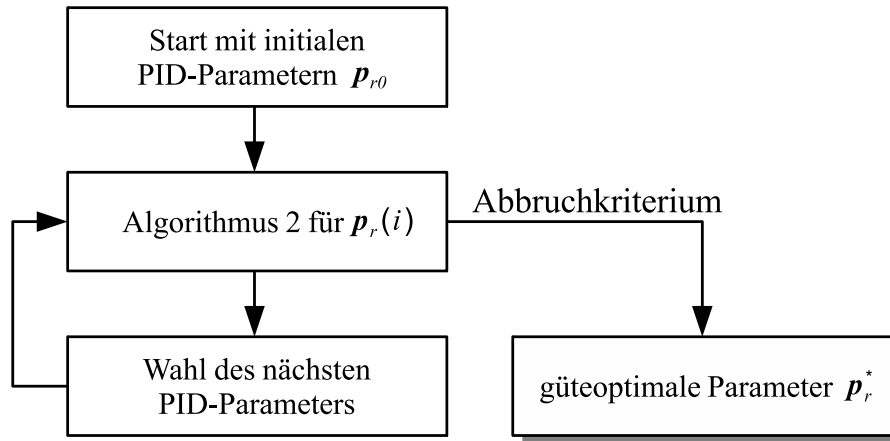 Start mit initialen
PID-Parametern p_r0
Algorithmus 2 für p_r(i)
Abbruchkriterium
Wahl des nächsten
PID-Parameters
güteoptimale Parameter p_r^*